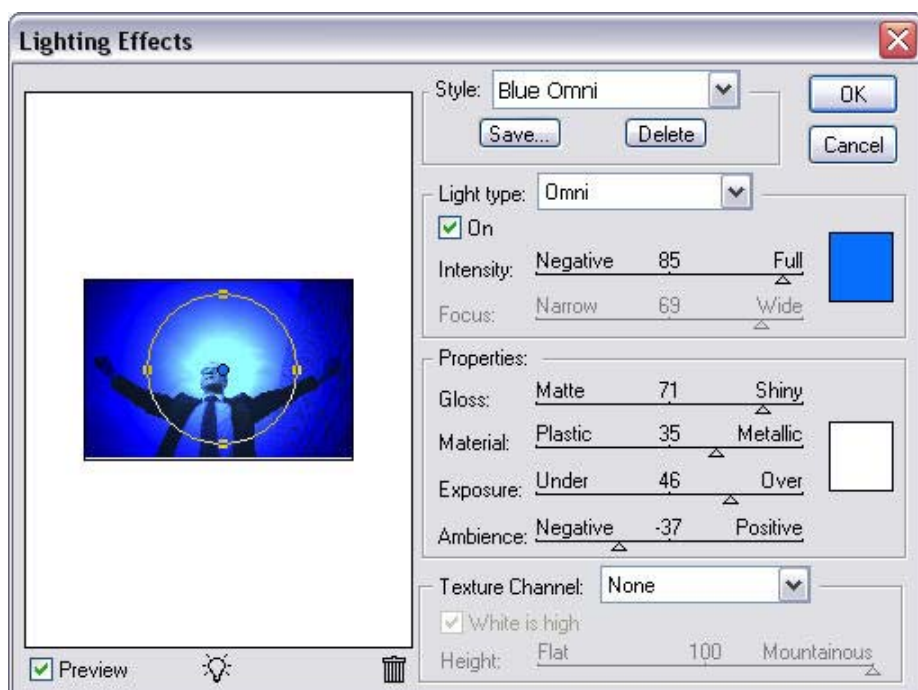 Lighting Effects
Style: Blue Omni
OK
Save... Delete
Cancel
Light type: Omni
On
Intensity: Negative 85 Full
Focus: Narrow 69 Wide
Properties:
Gloss: Matte 71 Shiny
Material: Plastic 35 Metallic
Exposure: Under 46 Over
Ambience: Negative -37 Positive
Texture Channel: None
White is high
Height: Flat 100 Mountainous
Preview